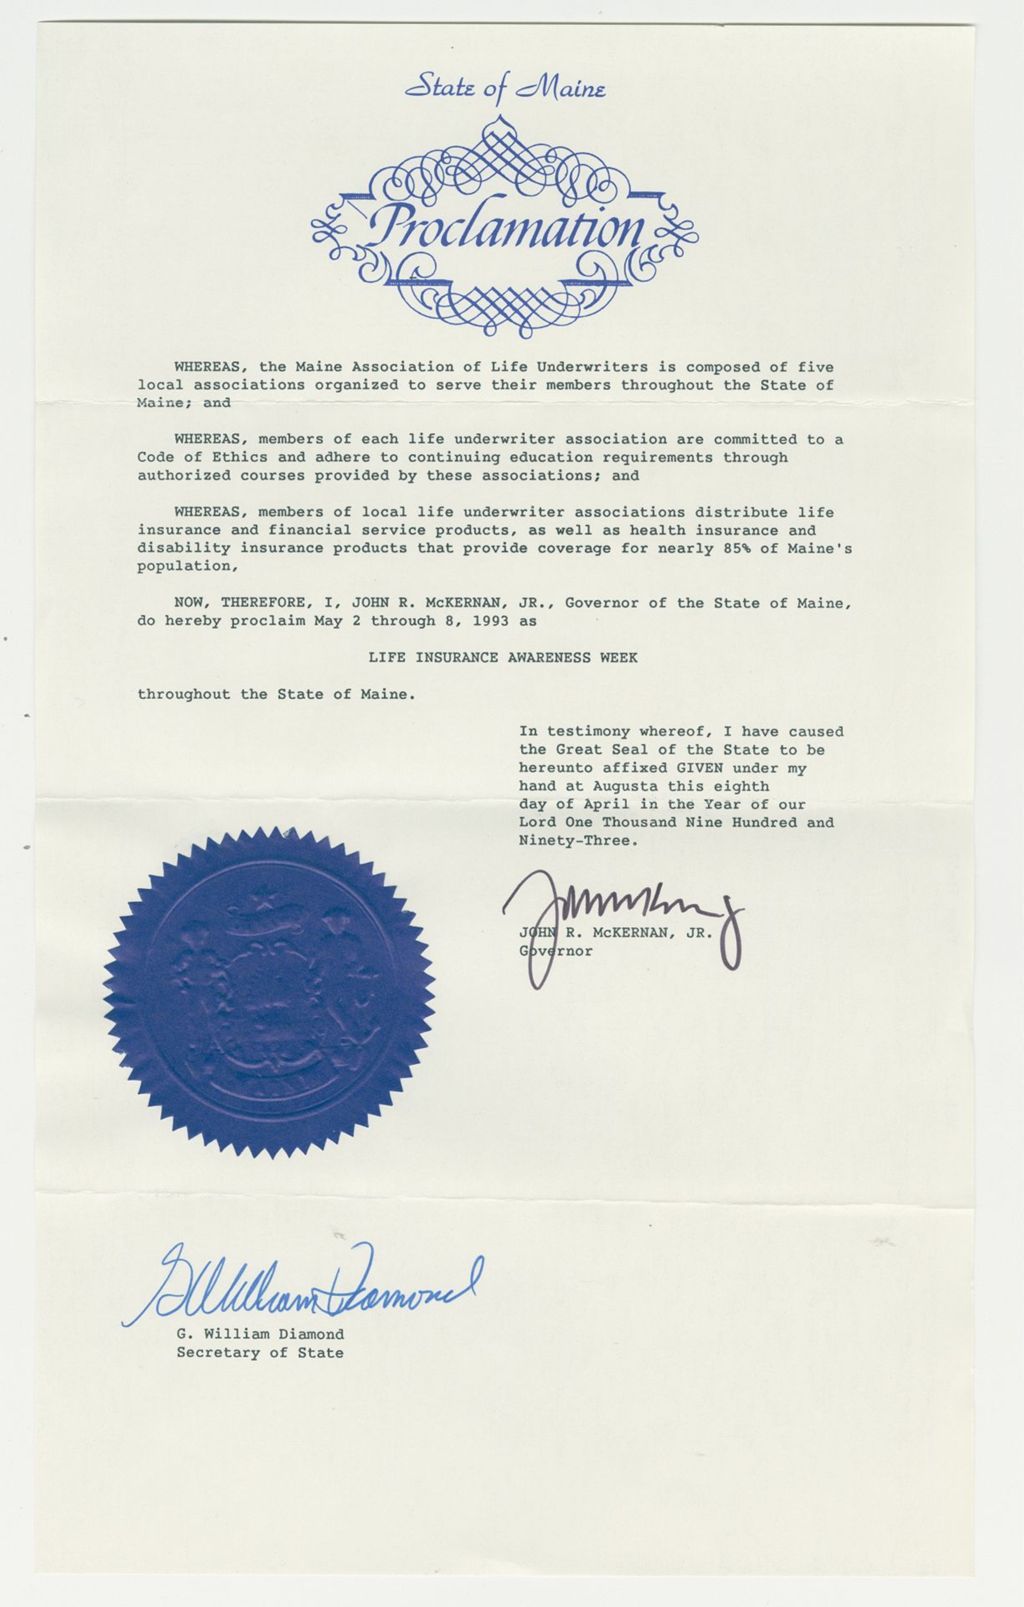 State of Maine
Proclamation
WHEREAS, the Maine Association of Life Underwriters is composed of five
local associations organized to serve their members throughout the State of
Maine; and
WHEREAS, members of each life underwriter association are committed to a
Code of Ethics and adhere to continuing education requirements through
authorized courses provided by these associations; and
WHEREAS, members of local life underwriter associations distribute life
insurance and financial service products, as well as health insurance and
disability insurance products that provide coverage for nearly 85% of Maine's
population,
NOW, THEREFORE, I, JOHN R. McKERNAN, JR., Governor of the State of Maine,
do hereby proclaim May 2 through 8, 1993 as
LIFE INSURANCE AWARENESS WEEK
throughout the State of Maine.
In testimony whereof, I have caused
the Great Seal of the State to be
hereunto affixed GIVEN under my
hand at Augusta this eighth
day of April in the Year of our
Lord One Thousand Nine Hundred and
Ninety-Three.
JOHN R. McKERNAN, JR.
Governor
G William Diamond
G. William Diamond
Secretary of State